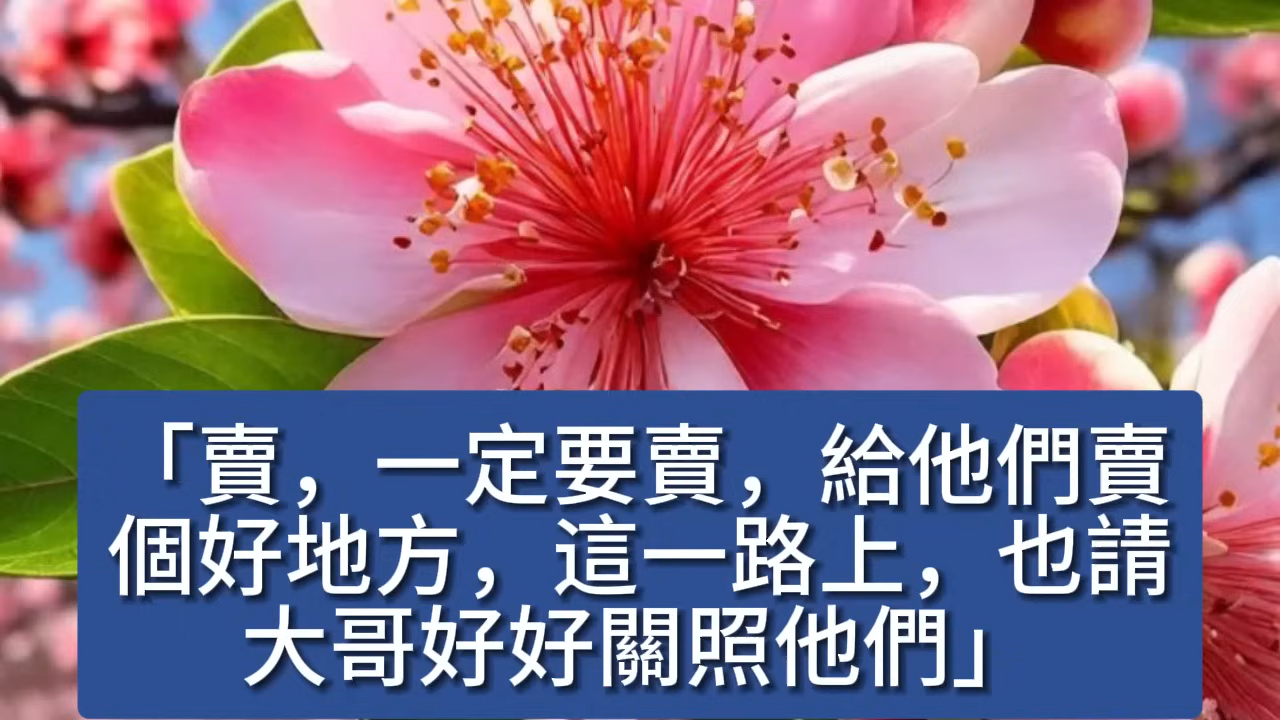 「賣，一定要賣，給他們賣
個好地方，這一路上，也請
大哥好好關照他們」